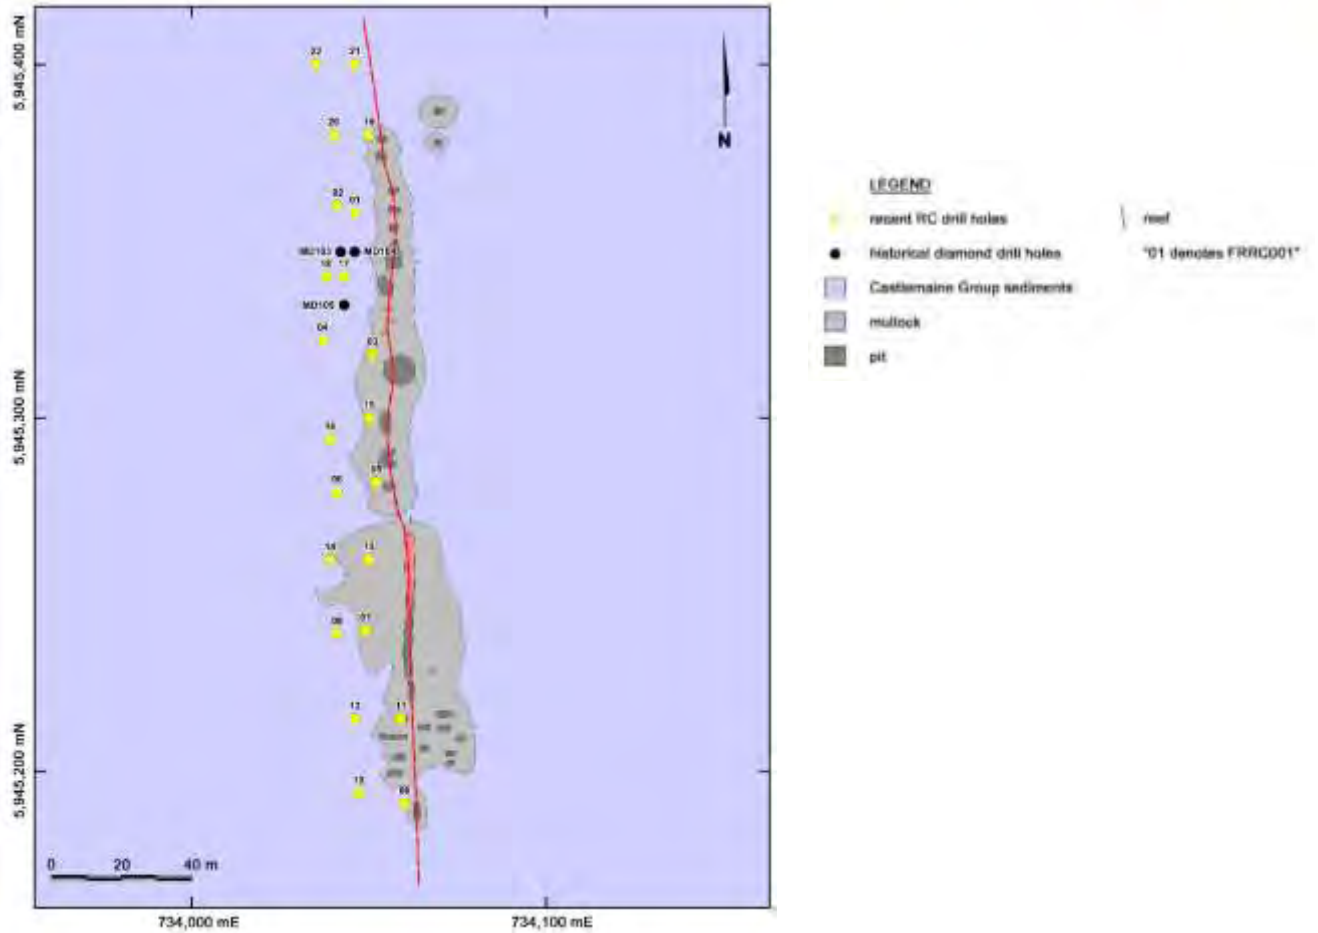 5,945,400 mN
22 21
20 19
N
02 01
MD103 MD104
18 17
MD105
04
03
5,945,300 mN
15
16
05
06
14 13
08 07
12 11
5,945,200 mN
10
09
0 20 40 m
734,000 mE 734,100 mE
LEGEND
recent RC drill holes
reef
historical diamond drill holes
"01 denotes FRRC001"
Castlemaine Group sediments
mullock
pit